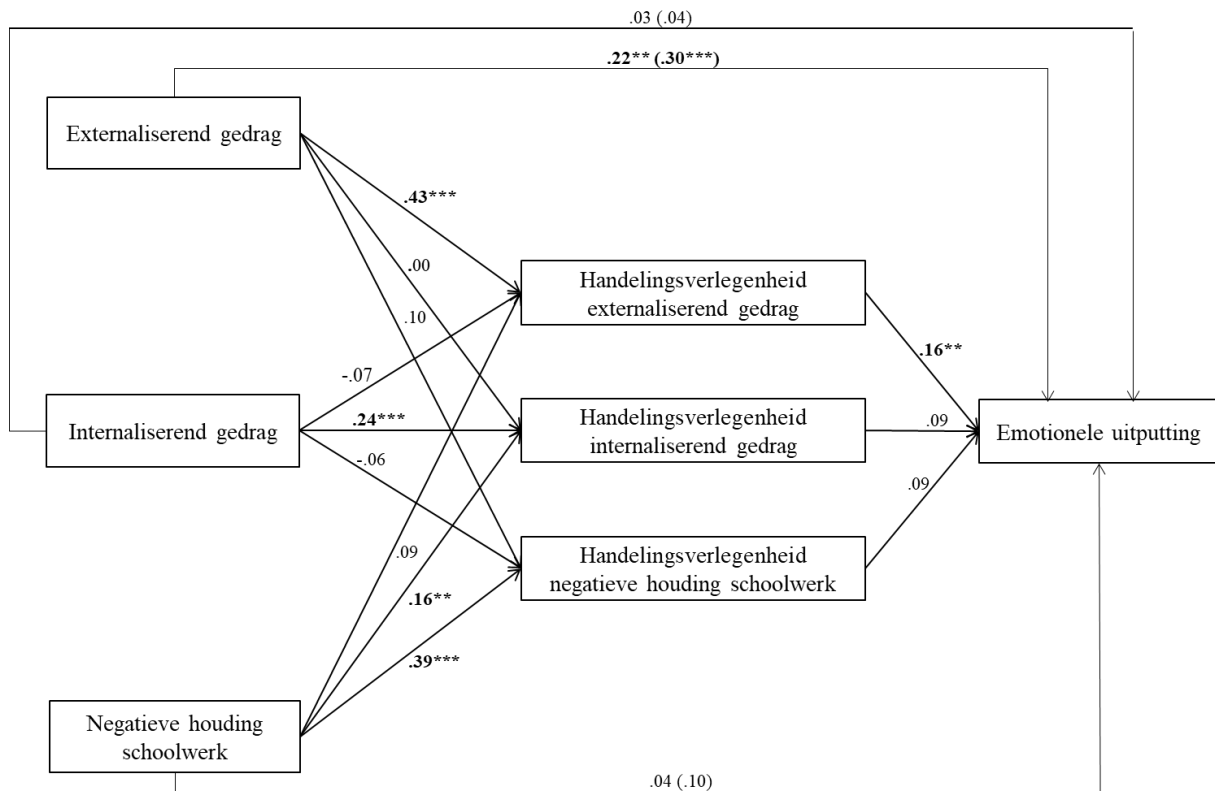 .03 (.04)
.22** (.30***)
Externaliserend gedrag
.43***
.00
Handelingsverlegenheid
externaliserend gedrag
.10
.16**
-.07
Internaliserend gedrag
.24***
Handelingsverlegenheid
internaliserend gedrag
.09
Emotionele uitputting
-.06
.09
Handelingsverlegenheid
negatieve houding schoolwerk
.09
.16**
.39***
Negatieve houding
schoolwerk
.04 (.10)